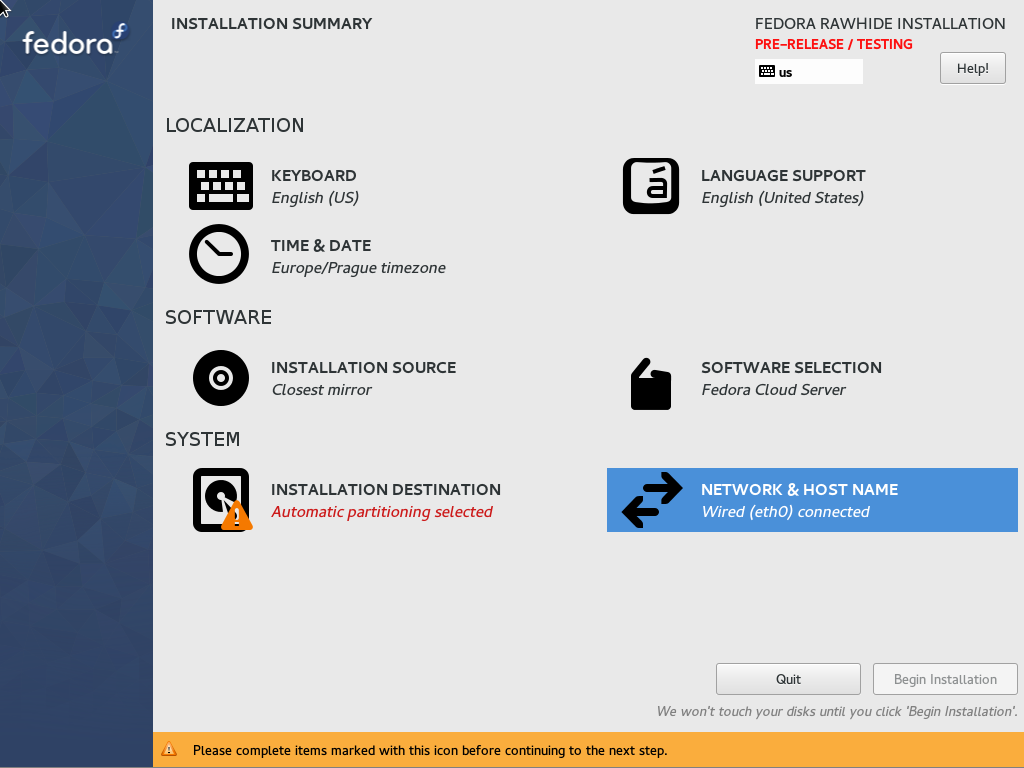 fedora
INSTALLATION SUMMARY
FEDORA RAWHIDE INSTALLATION
PRE-RELEASE / TESTING
us
Help!
LOCALIZATION
KEYBOARD
English (US)
LANGUAGE SUPPORT
English (United States)
TIME & DATE
Europe/Prague timezone
SOFTWARE
INSTALLATION SOURCE
Closest mirror
SOFTWARE SELECTION
Fedora Cloud Server
SYSTEM
INSTALLATION DESTINATION
Automatic partitioning selected
NETWORK & HOST NAME
Wired (eth0) connected
Quit
Begin Installation
We won't touch your disks until you click 'Begin Installation'.
Please complete items marked with this icon before continuing to the next step.